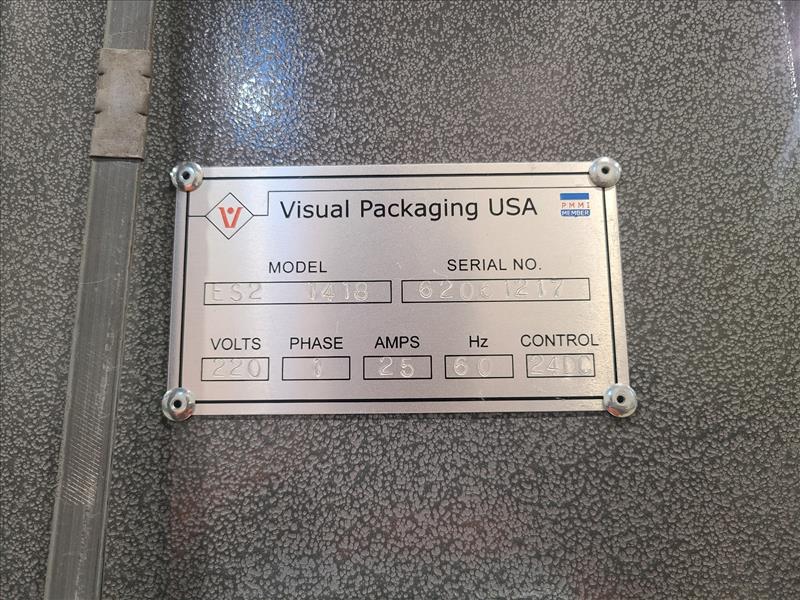 Visual Packaging USA
PMMI
MEMBER
MODEL SERIAL NO.
ES2 1418 62061217
VOLTS PHASE AMPS Hz CONTROL
220 1 25 60 24DC